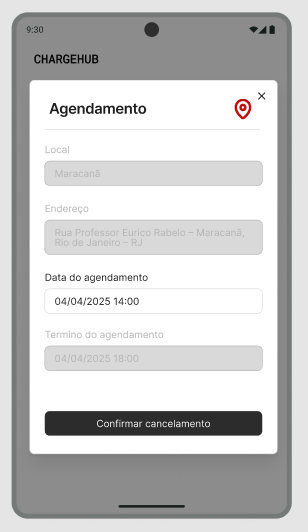 9:30
CHARGEHUB
Agendamento
Local
Maracanã
Endereço
Rua Professor Eurico Rabelo – Maracanã,
Rio de Janeiro – RJ
Data do agendamento
04/04/2025 14:00
Termino do agendamento
04/04/2025 18:00
Confirmar cancelamento